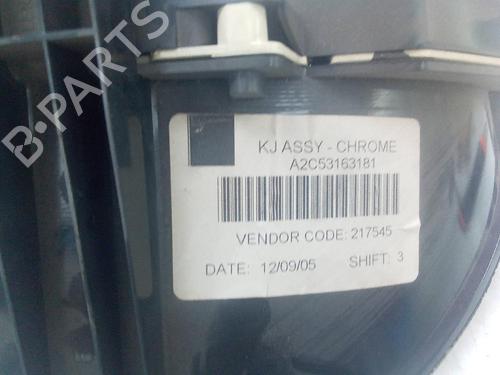 B-PARTS
KJ ASSY - CHROME
A2C53163181
VENDOR CODE: 217545
DATE: 12/09/05 SHIFT: 3